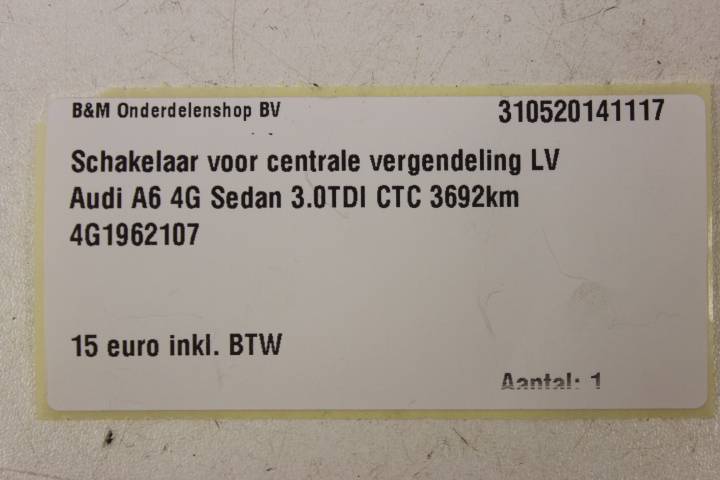 B&M Onderdelenshop BV 310520141117
Schakelaar voor centrale vergendeling LV
Audi A6 4G Sedan 3.0TDI CTC 3692km
4G1962107
15 euro inkl. BTW
Aantal: 1